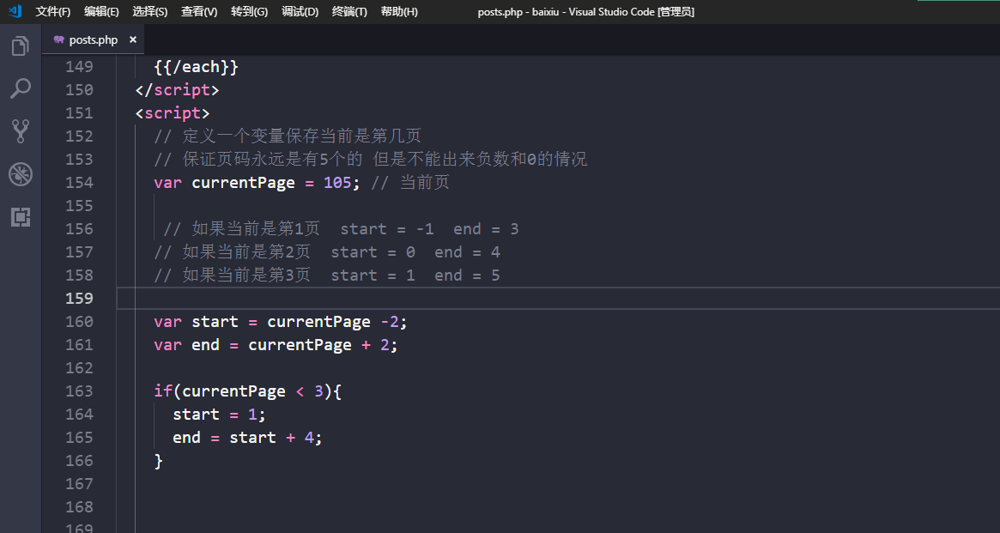 文件(F) 编辑(E) 选择(S) 查看(V) 转到(G) 调试(D) 终端(T) 帮助(H) posts.php - baixiu - Visual Studio Code [管理员]
posts.php ×
149 {{/each}}
150 </script>
151 <script>
152 // 定义一个变量保存当前是第几页
153 // 保证页码永远是有5个的 但是不能出来负数和0的情况
154 var currentPage = 105; // 当前页
155
156 // 如果当前是第1页  start = -1  end = 3
157 // 如果当前是第2页  start = 0  end = 4
158 // 如果当前是第3页  start = 1  end = 5
159
160 var start = currentPage -2;
161 var end = currentPage + 2;
162
163 if(currentPage < 3){
164 start = 1;
165 end = start + 4;
166 }
167
168
169